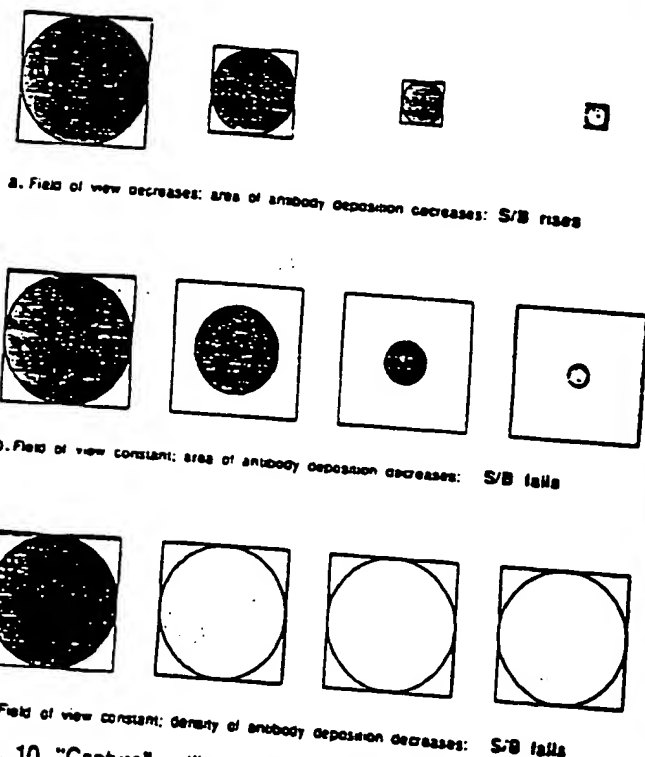 a. Field of view decreases; area of antibody deposition decreases: S/B rises
.Field of view constant; area of antibody deposition decreases: S/B falls
Field of view constant; density of antibody deposition decreases: S/B falls
10